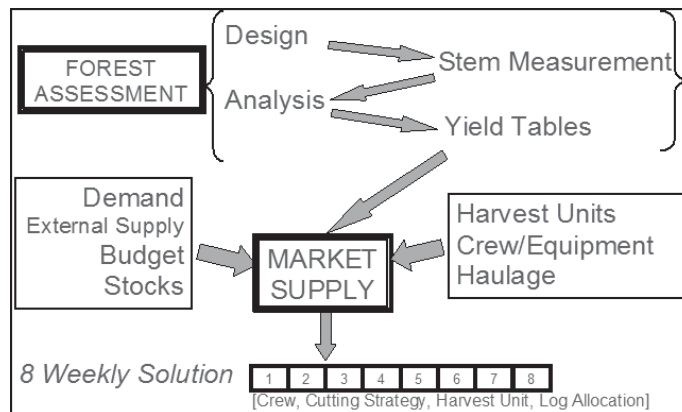 FOREST
ASSESSMENT
Design
Stem Measurement
Analysis
Yield Tables
Demand
External Supply
Budget
Stocks
MARKET
SUPPLY
Harvest Units
Crew/Equipment
Haulage
8 Weekly Solution
1 2 3 4 5 6 7 8
[Crew, Cutting Strategy, Harvest Unit, Log Allocation]